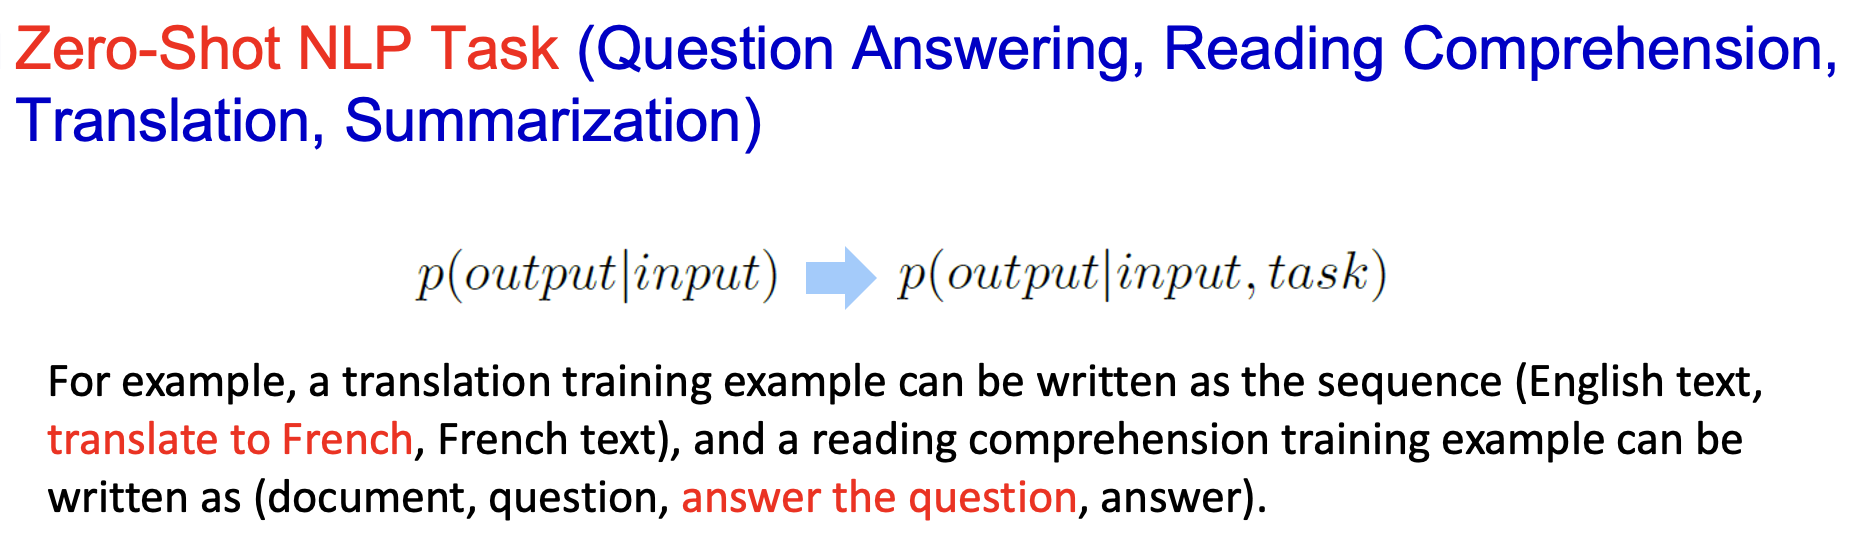 Zero-Shot NLP Task (Question Answering, Reading Comprehension,
Translation, Summarization)
p(output|input) p(output|input, task)
For example, a translation training example can be written as the sequence (English text,
translate to French, French text), and a reading comprehension training example can be
written as (document, question, answer the question, answer).